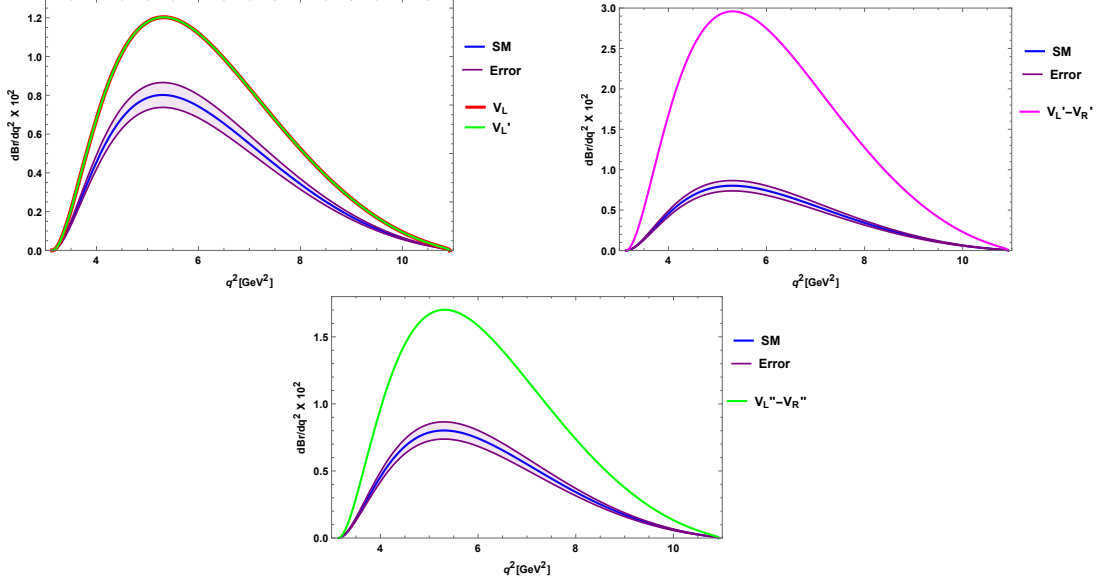 dBr/dq² X 10²
1.2
1.0
0.8
0.6
0.4
0.2
0.0
4 6 8 10
q² [GeV²]
SM
Error
V_L
V_L'
dBr/dq² X 10²
3.0
2.5
2.0
1.5
1.0
0.5
0.0
4 6 8 10
q² [GeV²]
SM
Error
V_L'-V_R'
dBr/dq² X 10²
1.5
1.0
0.5
0.0
4 6 8 10
q² [GeV²]
SM
Error
V_L''-V_R''